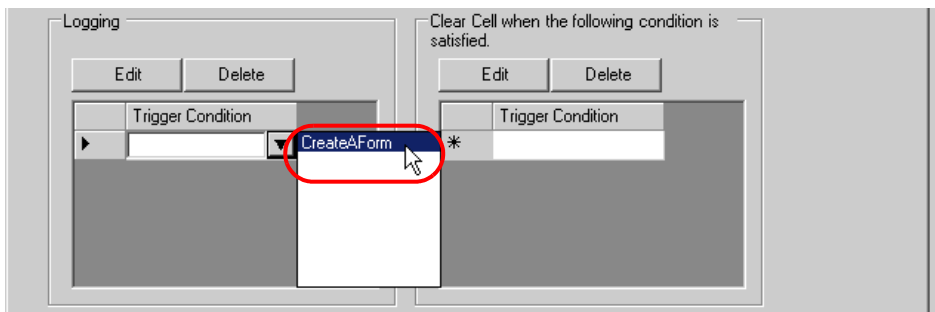 Logging
Edit Delete
Trigger Condition
CreateAForm
Clear Cell when the following condition is
satisfied.
Edit Delete
Trigger Condition